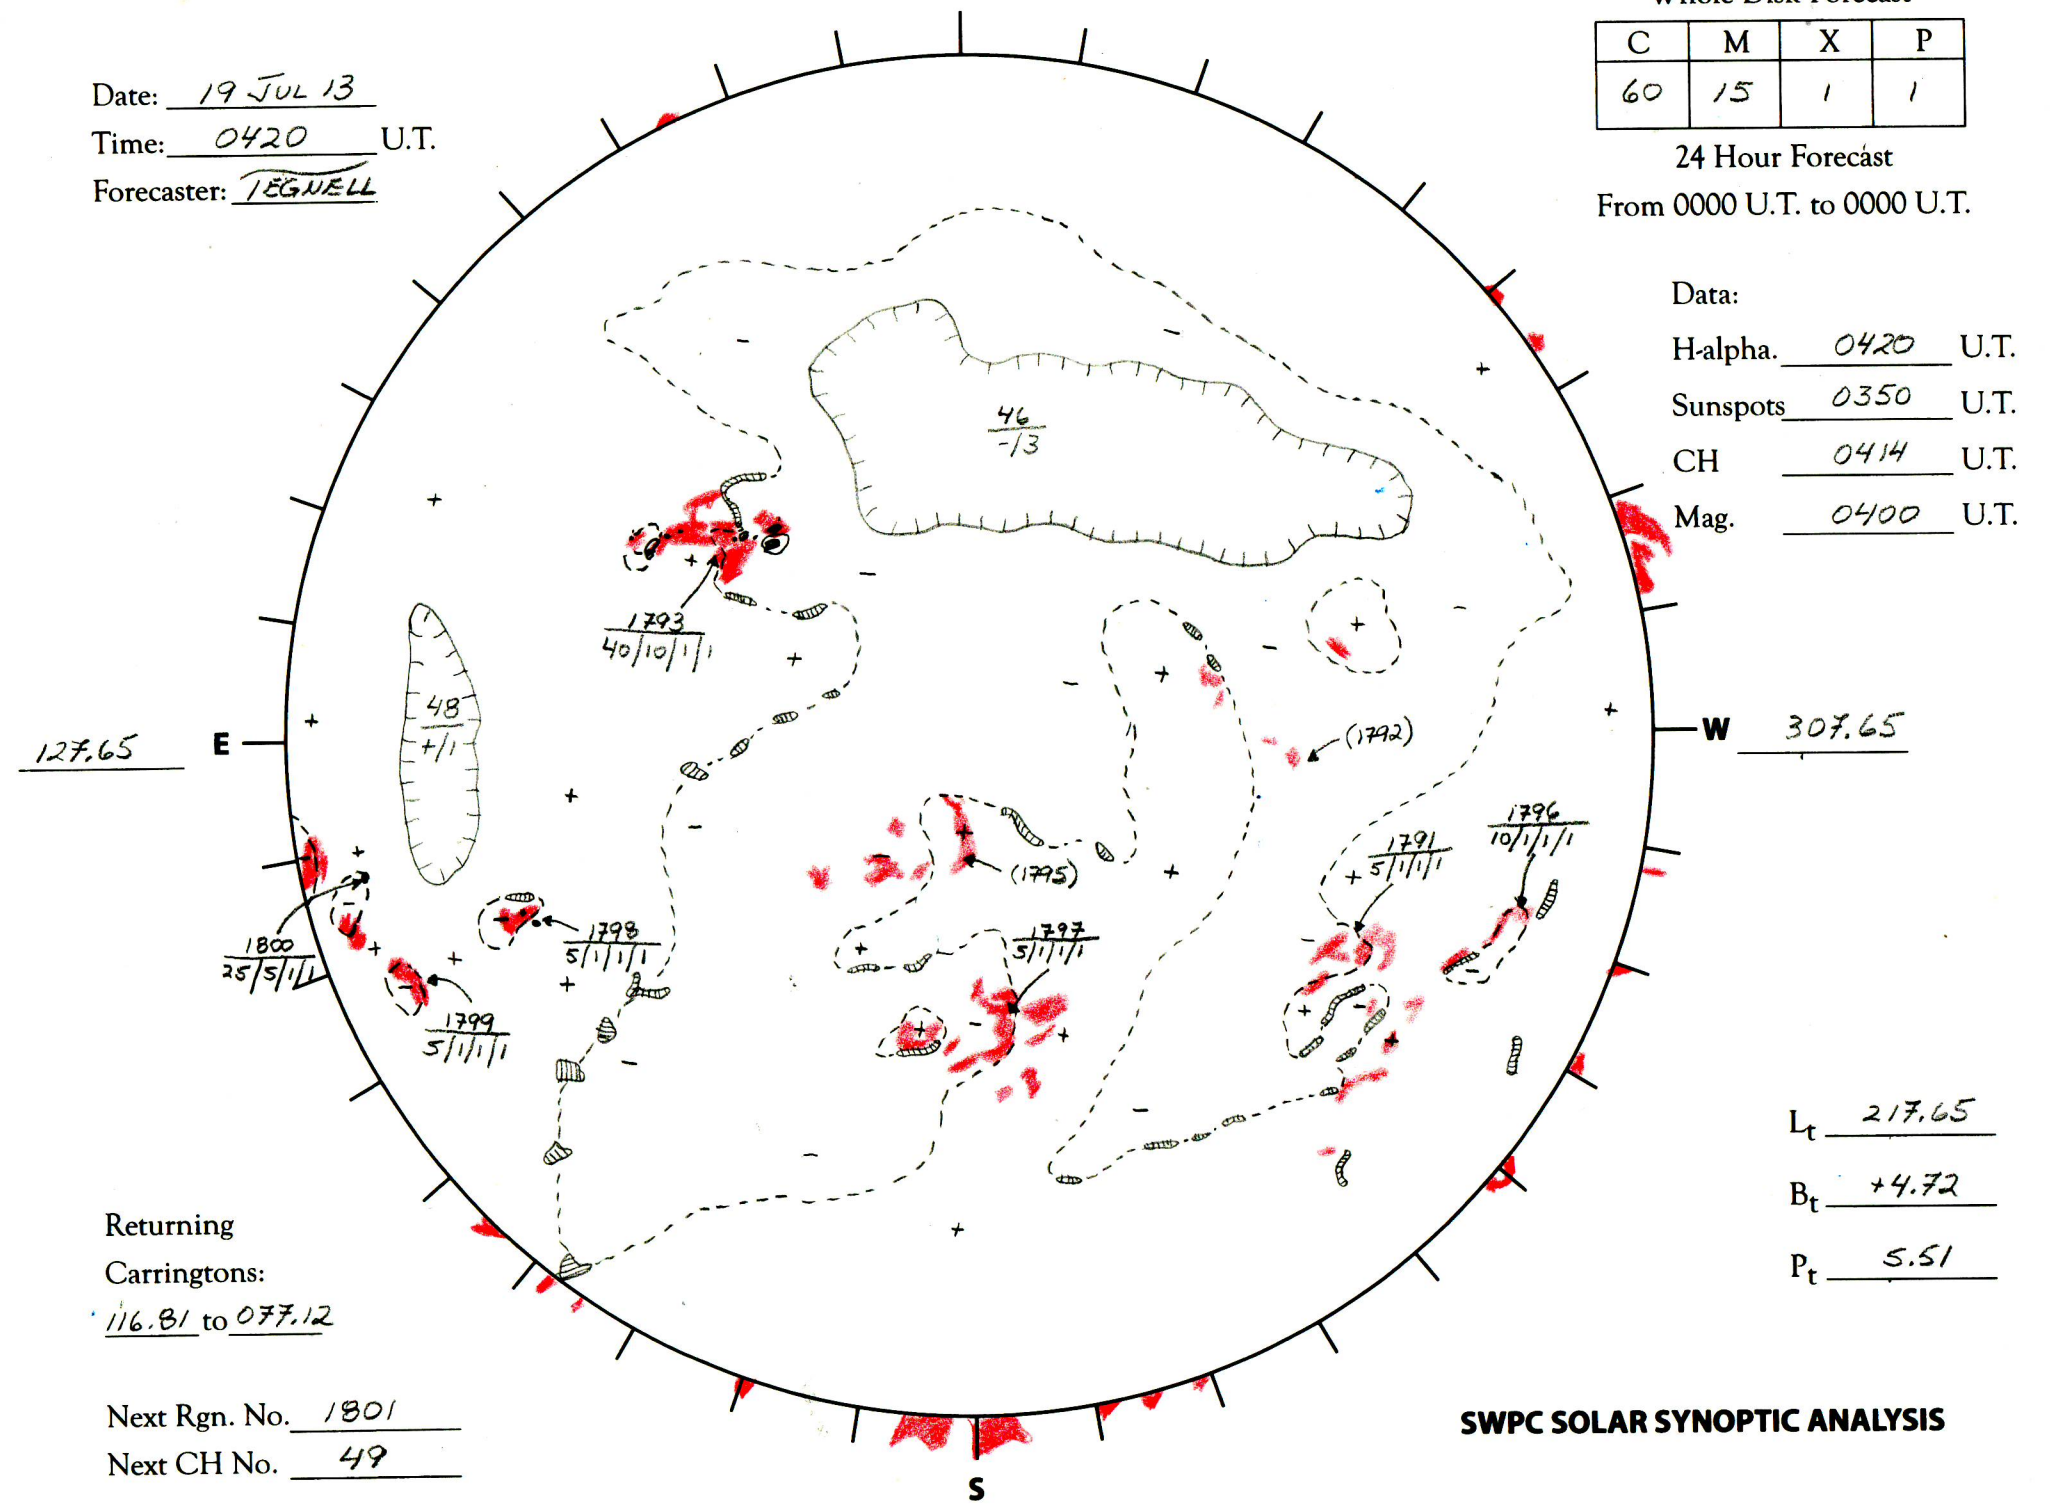 Whole Disk Forecast
C M X P
60 15 1 1
24 Hour Forecast
From 0000 U.T. to 0000 U.T.
Date: 19 JUL 13
Time: 0420 U.T.
Forecaster: TEGNELL
Data:
H-alpha. 0420 U.T.
Sunspots 0350 U.T.
CH 0414 U.T.
Mag. 0400 U.T.
46
-/3
1793
40/10/1/1
48
+/1
127.65 E
W 307.65
(1792)
1796
10/1/1/1
1791
5/1/1/1
(1795)
1798
5/1/1/1
1797
5/1/1/1
1800
25/5/1/1
1799
5/1/1/1
Lt 217.65
Bt +4.72
Pt 5.51
Returning
Carringtons:
116.81 to 077.12
Next Rgn. No. 1801
Next CH No. 49
SWPC SOLAR SYNOPTIC ANALYSIS
S